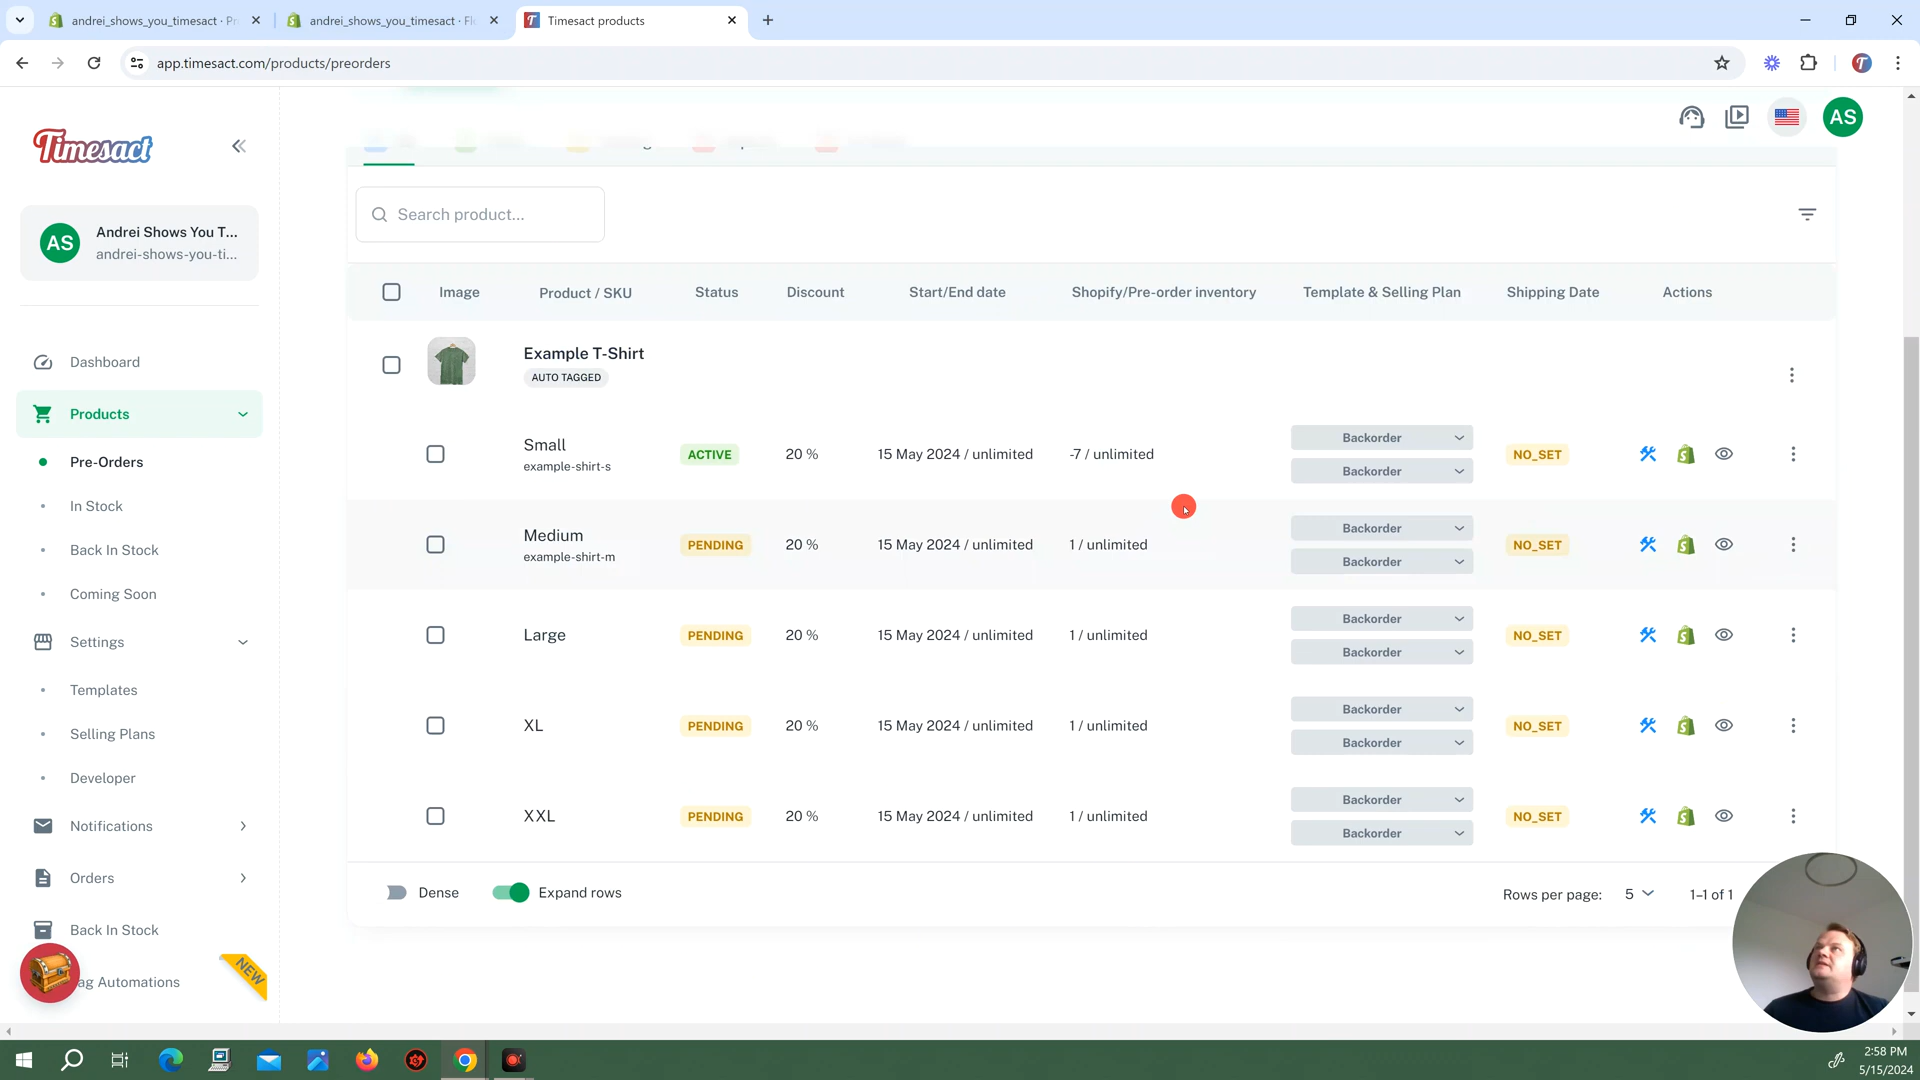 andrei_shows_you_timesact · Pr
andrei_shows_you_timesact · Fl
Timesact products
app.timesact.com/products/preorders
Timesact
AS
AS
Andrei Shows You T...
andrei-shows-you-ti...
Dashboard
Products
Pre-Orders
In Stock
Back In Stock
Coming Soon
Settings
Templates
Selling Plans
Developer
Notifications
Orders
Back In Stock
ag Automations
NEW
Search product...
Image Product / SKU Status Discount Start/End date Shopify/Pre-order inventory Template & Selling Plan Shipping Date Actions
Example T-Shirt
AUTO TAGGED
Small
example-shirt-s
ACTIVE 20 % 15 May 2024 / unlimited -7 / unlimited
Backorder
Backorder
NO_SET
Medium
example-shirt-m
PENDING 20 % 15 May 2024 / unlimited 1 / unlimited
Backorder
Backorder
NO_SET
Large PENDING 20 % 15 May 2024 / unlimited 1 / unlimited
Backorder
Backorder
NO_SET
XL PENDING 20 % 15 May 2024 / unlimited 1 / unlimited
Backorder
Backorder
NO_SET
XXL PENDING 20 % 15 May 2024 / unlimited 1 / unlimited
Backorder
Backorder
NO_SET
Dense Expand rows
Rows per page: 5 1–1 of 1
2:58 PM
5/15/2024